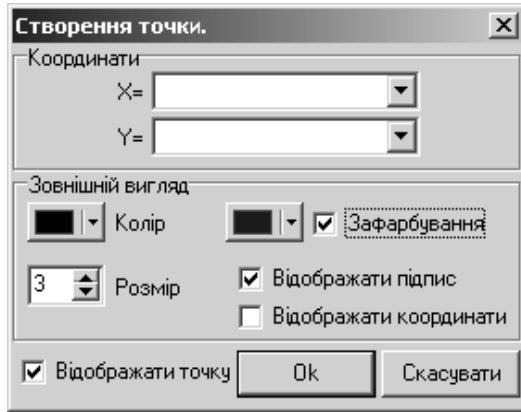 Створення точки.
Координати
X=
Y=
Зовнішній вигляд
Колір Зафарбування
3 Розмір Відображати підпис
Відображати координати
Відображати точку Ok Скасувати